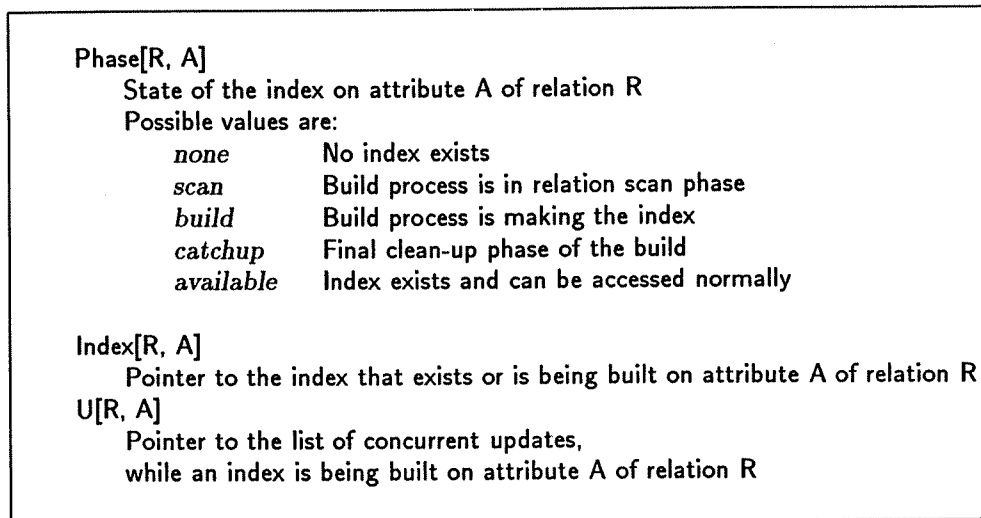 Phase[R, A]
State of the index on attribute A of relation R
Possible values are:
none No index exists
scan Build process is in relation scan phase
build Build process is making the index
catchup Final clean-up phase of the build
available Index exists and can be accessed normally
Index[R, A]
Pointer to the index that exists or is being built on attribute A of relation R
U[R, A]
Pointer to the list of concurrent updates,
while an index is being built on attribute A of relation R